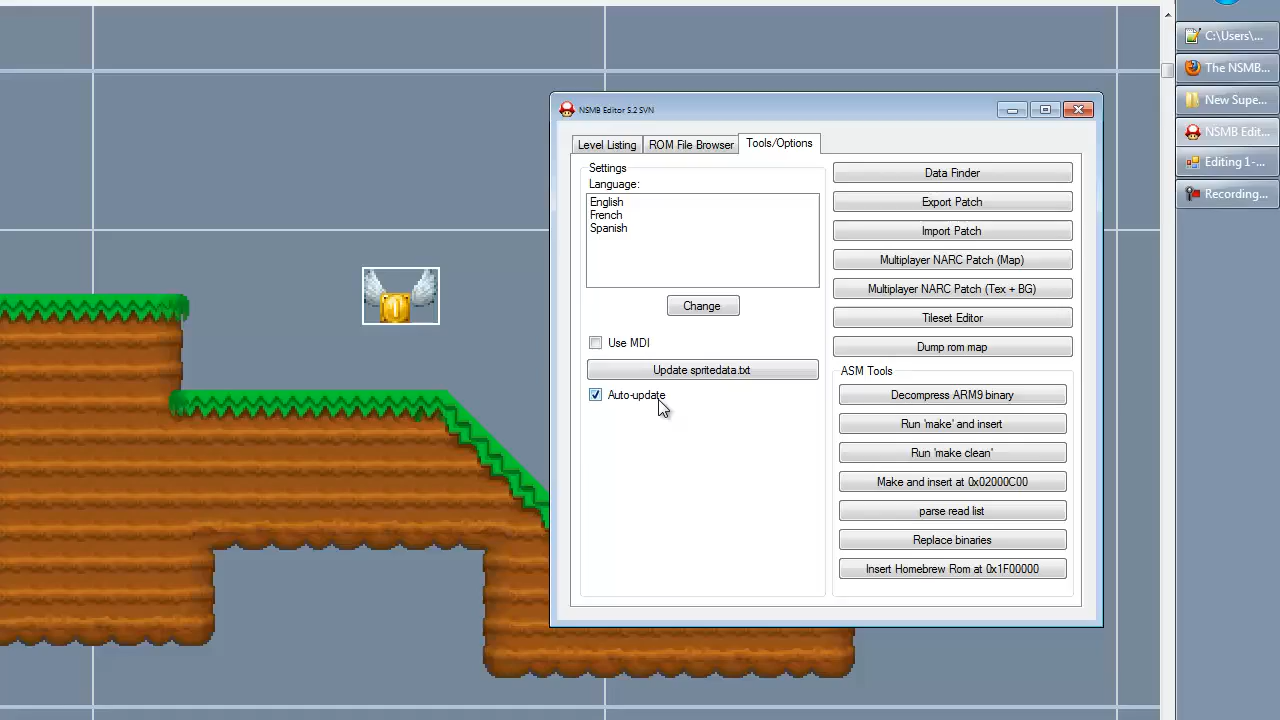 C:\Users\...
The NSMB...
New Supe...
NSMB Edit...
Editing 1-...
Recording...
NSMB Editor 5.2 SVN
Level Listing
ROM File Browser
Tools/Options
Settings
Language:
English
French
Spanish
Change
Use MDI
Update spritedata.txt
Auto-update
Data Finder
Export Patch
Import Patch
Multiplayer NARC Patch (Map)
Multiplayer NARC Patch (Tex + BG)
Tileset Editor
Dump rom map
ASM Tools
Decompress ARM9 binary
Run 'make' and insert
Run 'make clean'
Make and insert at 0x02000C00
parse read list
Replace binaries
Insert Homebrew Rom at 0x1F00000